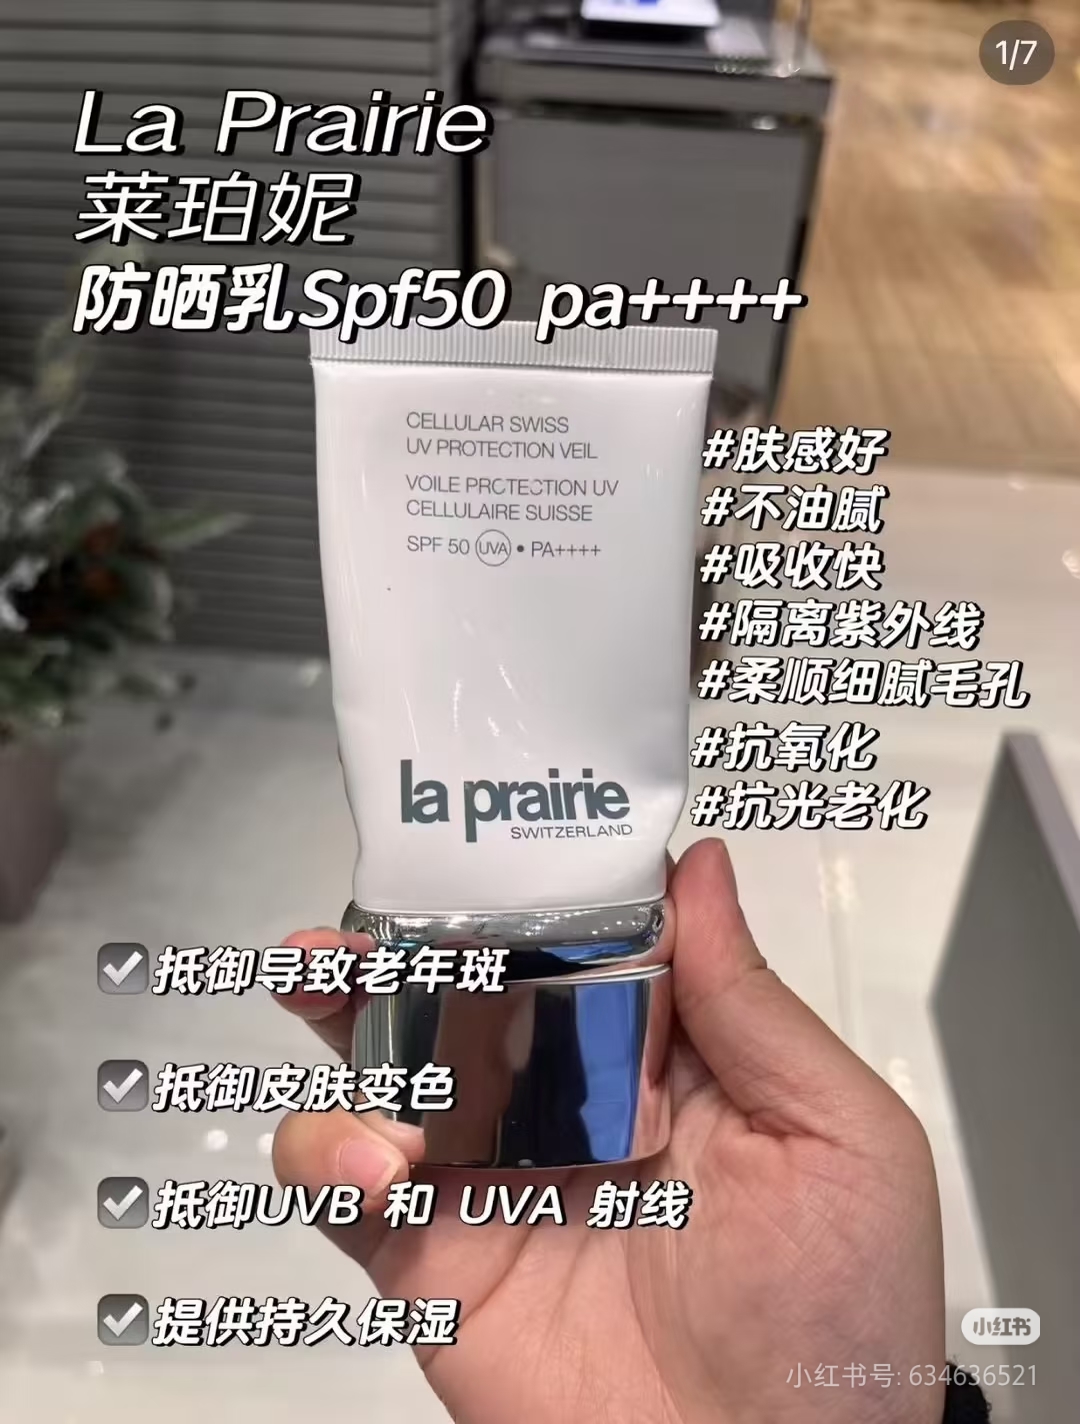 1/7
La Prairie
莱珀妮
防晒乳Spf50 pa++++
CELLULAR SWISS
UV PROTECTION VEIL
VOILE PROTECTION UV
CELLULAIRE SUISSE
SPF 50 UVA • PA++++
#肤感好
#不油腻
#吸收快
#隔离紫外线
#柔顺细腻毛孔
#抗氧化
#抗光老化
la prairie
SWITZERLAND
抵御导致老年斑
抵御皮肤变色
抵御UVB 和 UVA 射线
提供持久保湿
小红书
小红书号: 634636521